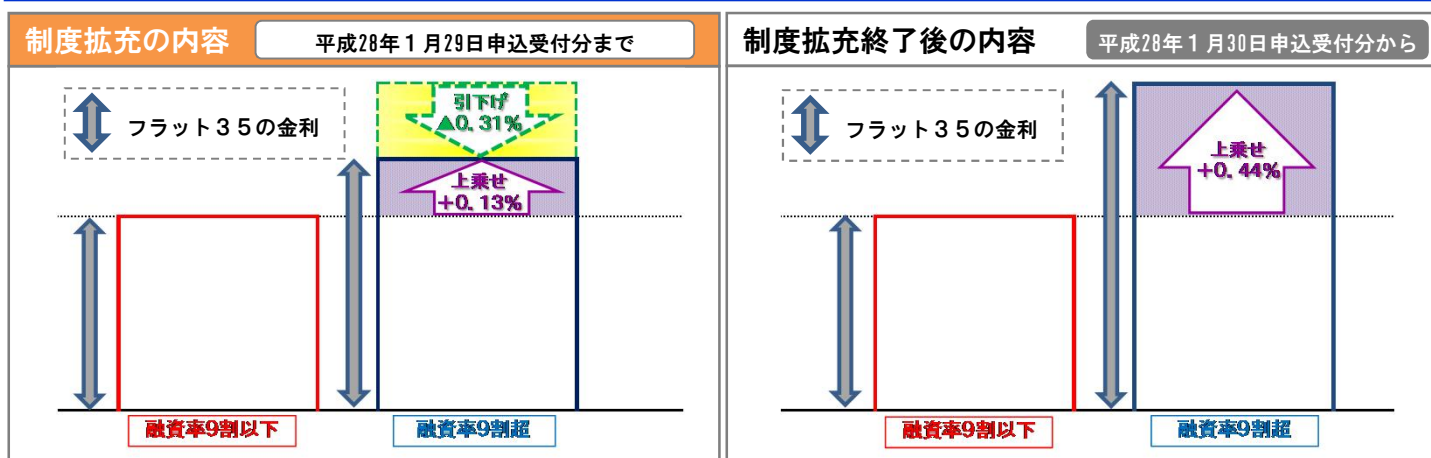 制度拡充の内容
平成28年1月29日申込受付分まで
フラット35の金利
引下げ
▲0.31%
上乗せ
+0.13%
融資率9割以下
融資率9割超
制度拡充終了後の内容
平成28年1月30日申込受付分から
フラット35の金利
上乗せ
+0.44%
融資率9割以下
融資率9割超